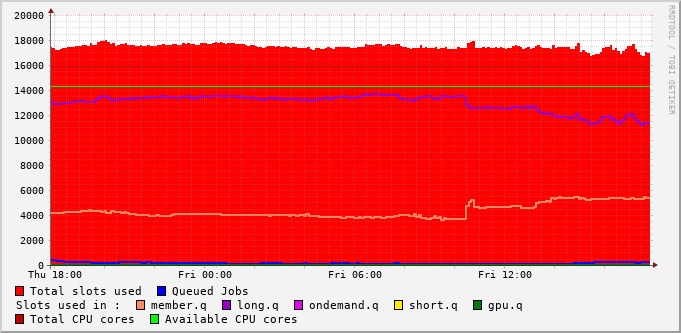 20000
18000
16000
14000
12000
10000
8000
6000
4000
2000
0
Thu 18:00 Fri 00:00 Fri 06:00 Fri 12:00
RRDTOOL / TOBI OETIKER
Total slots used Queued Jobs
Slots used in : member.q long.q ondemand.q short.q gpu.q
Total CPU cores Available CPU cores